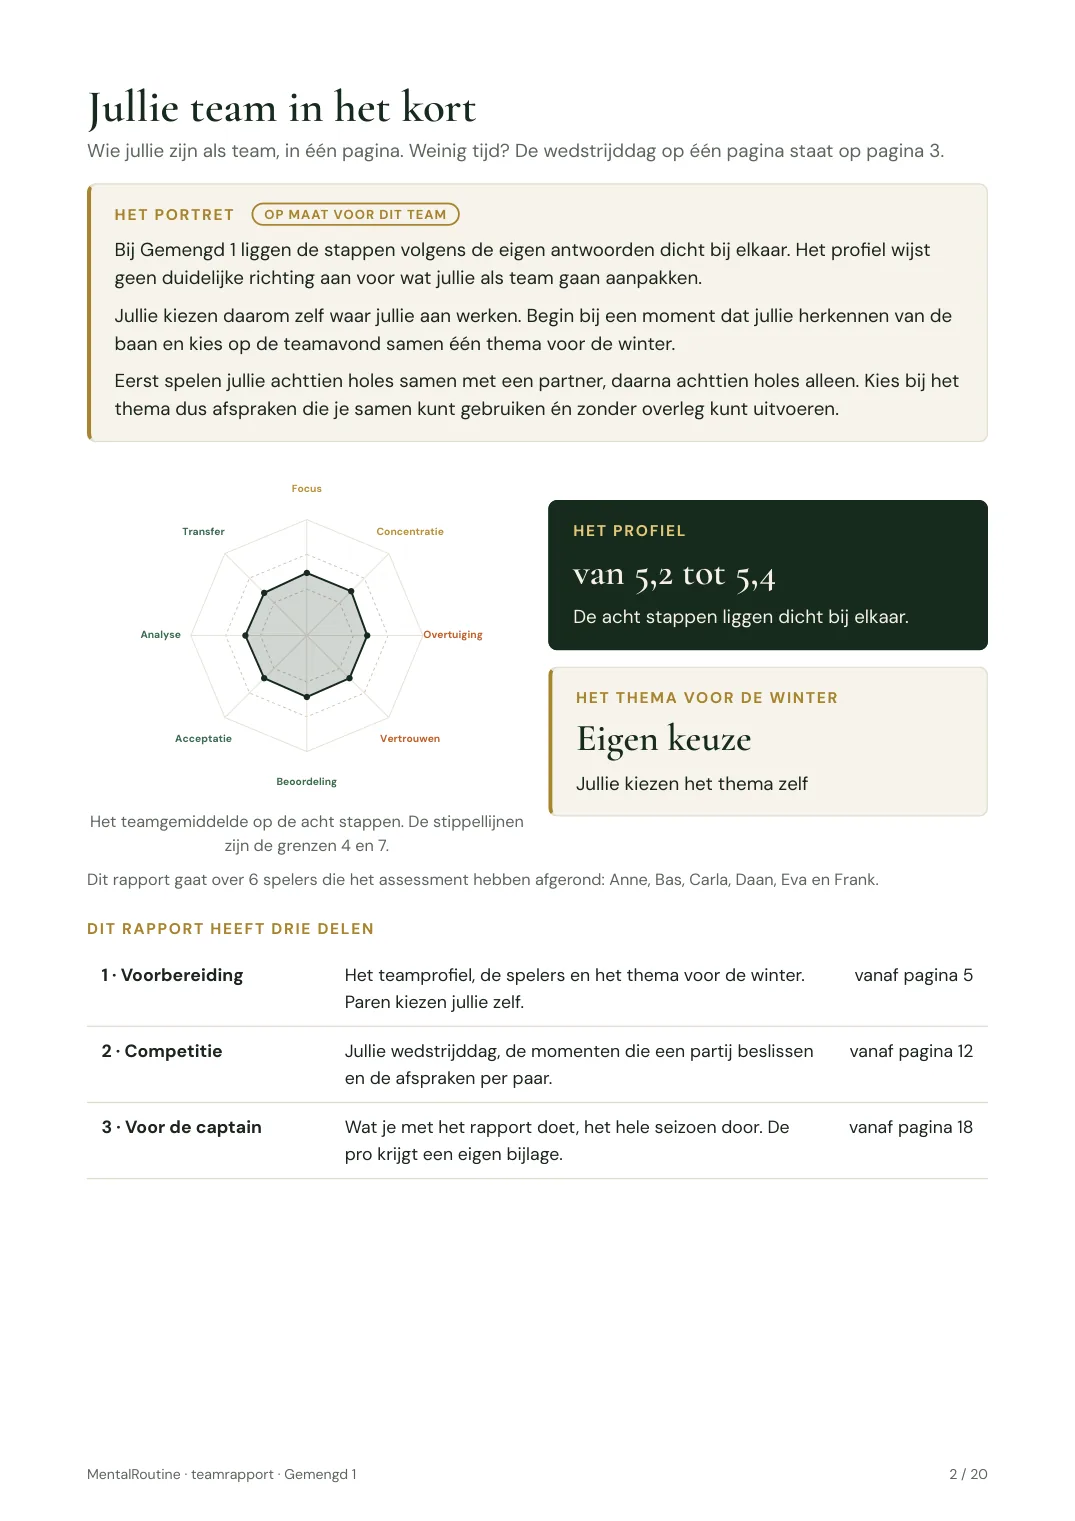 Jullie team in het kort
Wie jullie zijn als team, in één pagina. Weinig tijd? De wedstrijddag op één pagina staat op pagina 3.
HET PORTRET OP MAAT VOOR DIT TEAM
Bij Gemengd 1 liggen de stappen volgens de eigen antwoorden dicht bij elkaar. Het profiel wijst
geen duidelijke richting aan voor wat jullie als team gaan aanpakken.
Jullie kiezen daarom zelf waar jullie aan werken. Begin bij een moment dat jullie herkennen van de
baan en kies op de teamavond samen één thema voor de winter.
Eerst spelen jullie achttien holes samen met een partner, daarna achttien holes alleen. Kies bij het
thema dus afspraken die je samen kunt gebruiken én zonder overleg kunt uitvoeren.
Focus
Transfer
Concentratie
Analyse
Overtuiging
Acceptatie
Vertrouwen
Beoordeling
Het teamgemiddelde op de acht stappen. De stippellijnen
zijn de grenzen 4 en 7.
HET PROFIEL
van 5,2 tot 5,4
De acht stappen liggen dicht bij elkaar.
HET THEMA VOOR DE WINTER
Eigen keuze
Jullie kiezen het thema zelf
Dit rapport gaat over 6 spelers die het assessment hebben afgerond: Anne, Bas, Carla, Daan, Eva en Frank.
DIT RAPPORT HEEFT DRIE DELEN
1 · Voorbereiding Het teamprofiel, de spelers en het thema voor de winter. vanaf pagina 5
Paren kiezen jullie zelf.
2 · Competitie Jullie wedstrijddag, de momenten die een partij beslissen vanaf pagina 12
en de afspraken per paar.
3 · Voor de captain Wat je met het rapport doet, het hele seizoen door. De vanaf pagina 18
pro krijgt een eigen bijlage.
MentalRoutine · teamrapport · Gemengd 1 2 / 20